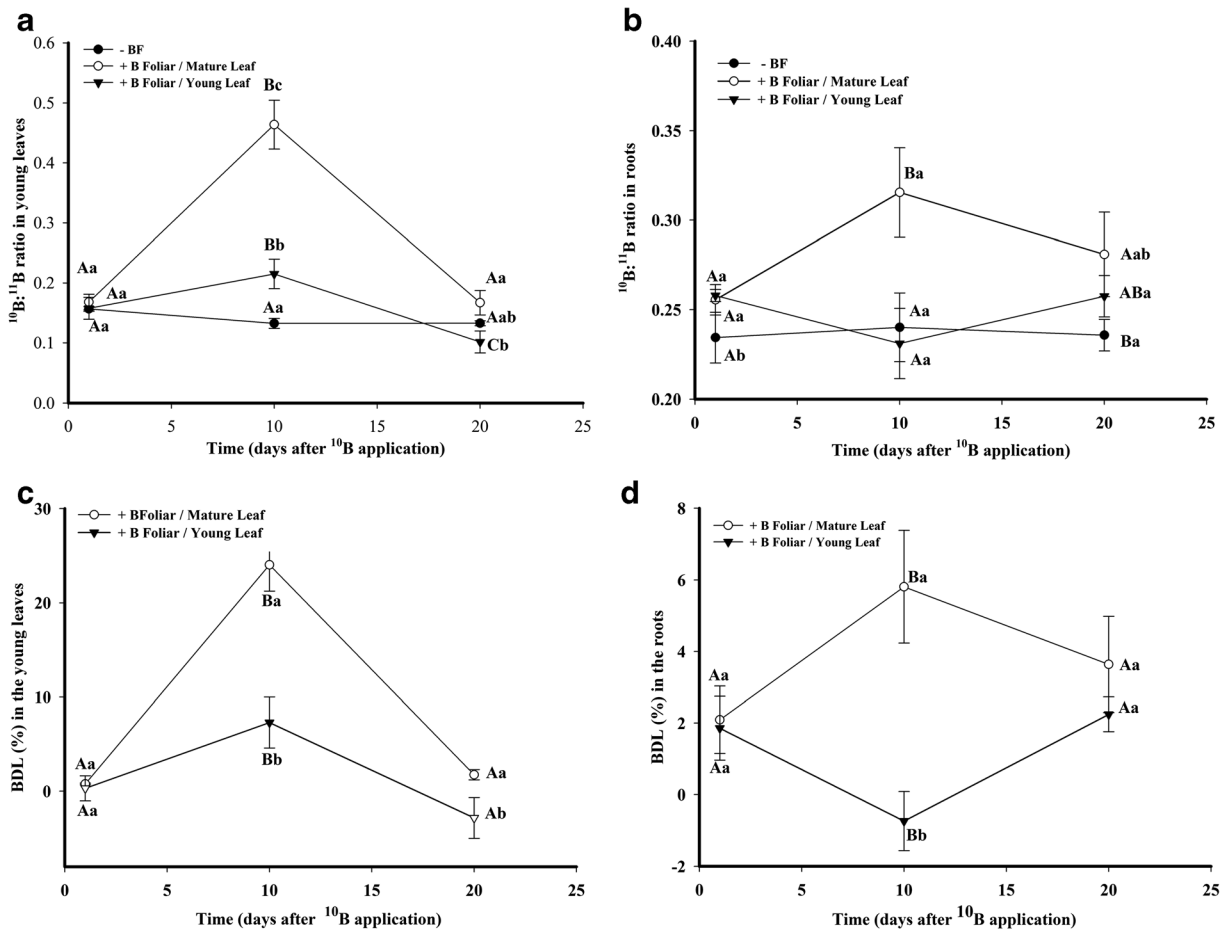 a
0.6
0.5
0.4
0.3
0.2
0.1
0.0
¹⁰B:¹¹B ratio in young leaves
- BF
+ B Foliar / Mature Leaf
+ B Foliar / Young Leaf
Bc
Bb
Aa
Aa
Aa
Aa
Aa
Aab
Cb
0 5 10 15 20 25
Time (days after ¹⁰B application)
b
0.40
0.35
0.30
0.25
0.20
¹⁰B:¹¹B ratio in roots
- BF
+ B Foliar / Mature Leaf
+ B Foliar / Young Leaf
Ba
Aab
Aa
ABa
Aa
Aa
Ba
Ab
Aa
0 5 10 15 20 25
Time (days after ¹⁰B application)
c
30
20
10
0
BDL (%) in the young leaves
+ BFoliar / Mature Leaf
+ B Foliar / Young Leaf
Ba
Bb
Aa
Aa
Aa
Ab
0 5 10 15 20 25
Time (days after ¹⁰B application)
d
8
6
4
2
0
-2
BDL (%) in the roots
+ B Foliar / Mature Leaf
+ B Foliar / Young Leaf
Ba
Aa
Aa
Aa
Aa
Bb
0 5 10 15 20 25
Time (days after ¹⁰B application)